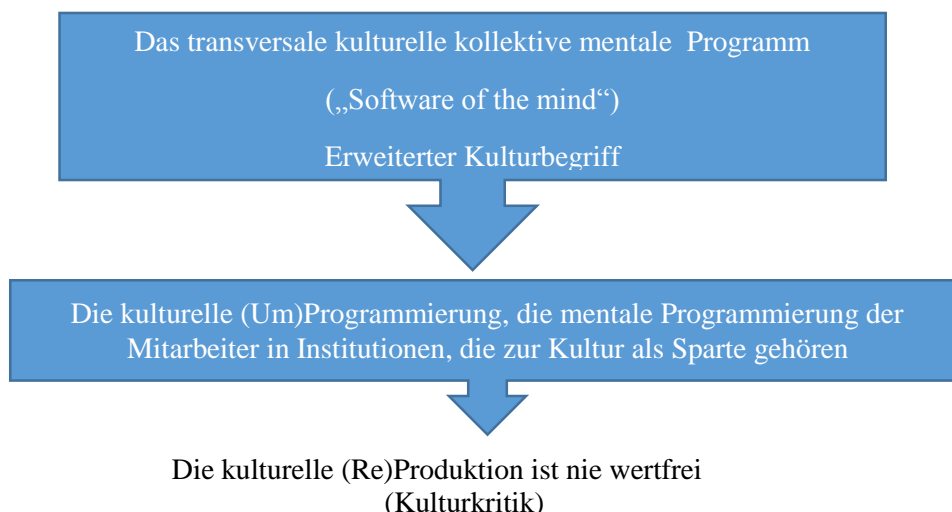 Das transversale kulturelle kollektive mentale Programm
(„Software of the mind“)
Erweiterter Kulturbegriff
Die kulturelle (Um)Programmierung, die mentale Programmierung der
Mitarbeiter in Institutionen, die zur Kultur als Sparte gehören
Die kulturelle (Re)Produktion ist nie wertfrei
(Kulturkritik)